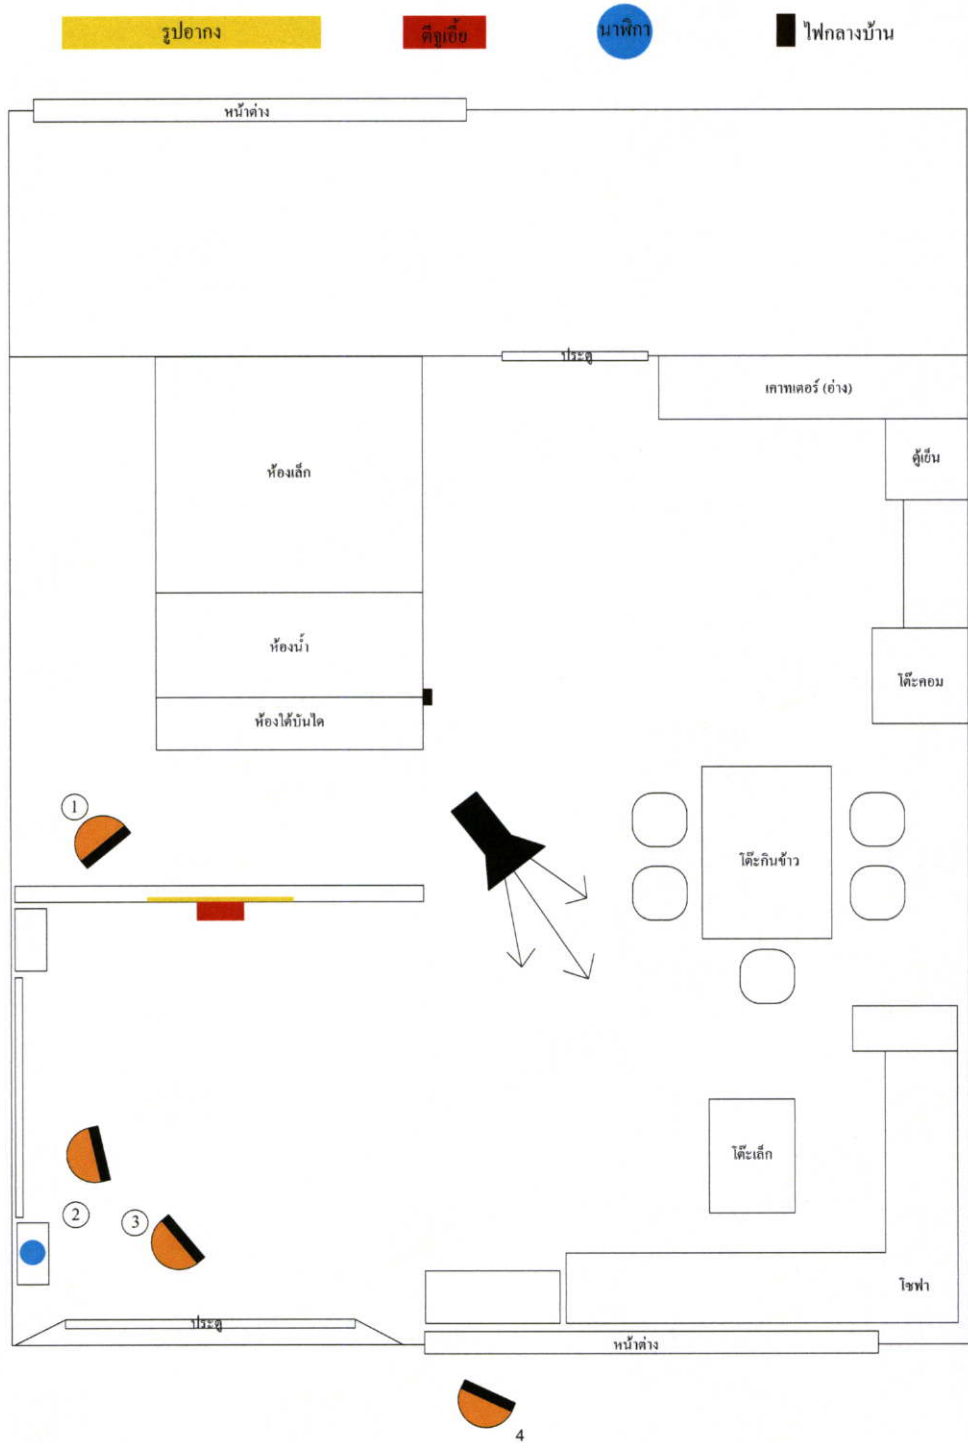 รูปอากง
ตี่จูเอี้ย
นาฬิกา
ไฟกลางบ้าน
หน้าต่าง
ประตู
เคาทเตอร์ (อ่าง)
ตู้เย็น
ห้องเล็ก
ห้องน้ำ
โต๊ะคอม
ห้องใต้บันได
1
โต๊ะกินข้าว
โต๊ะเล็ก
2
3
โซฟา
ประตู
หน้าต่าง
4